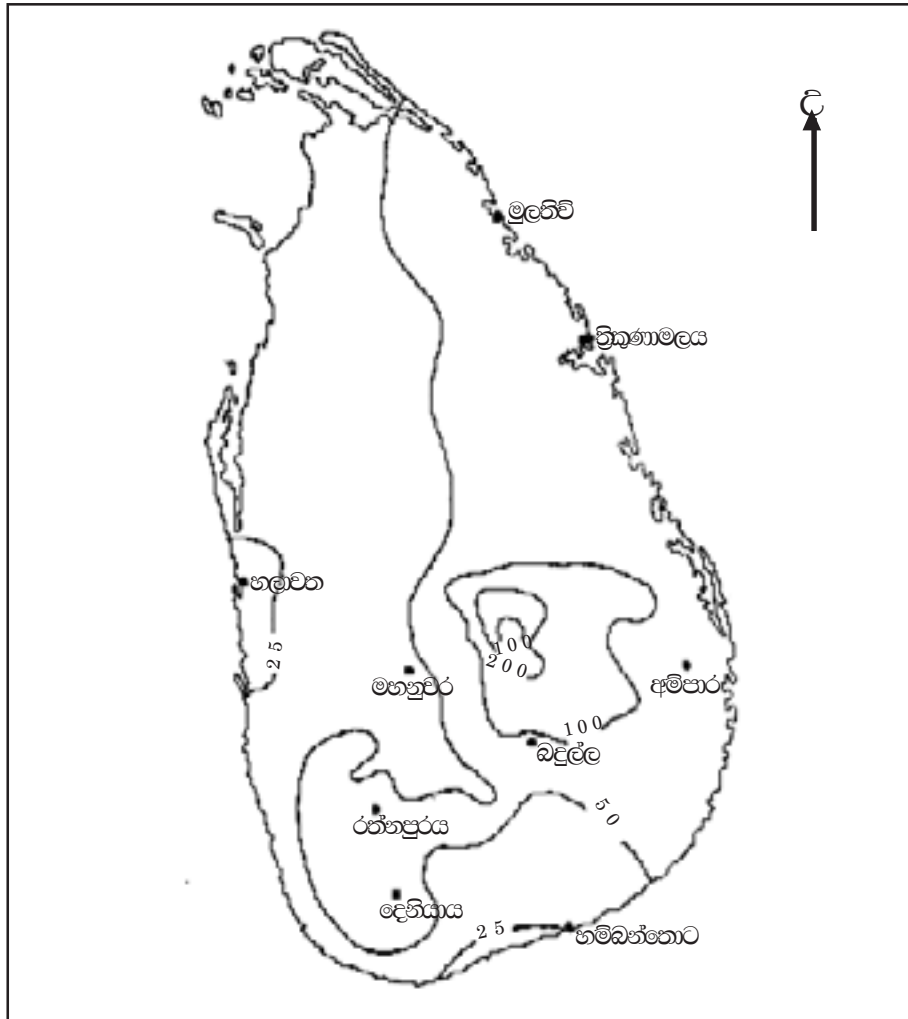 උ
මුලතිව්
ත්‍රිකුණාමලය
හලාවත
25
100
200
මහනුවර
අම්පාර
100
බදුල්ල
50
රත්නපුරය
දෙනියාය
25
හම්බන්තොට